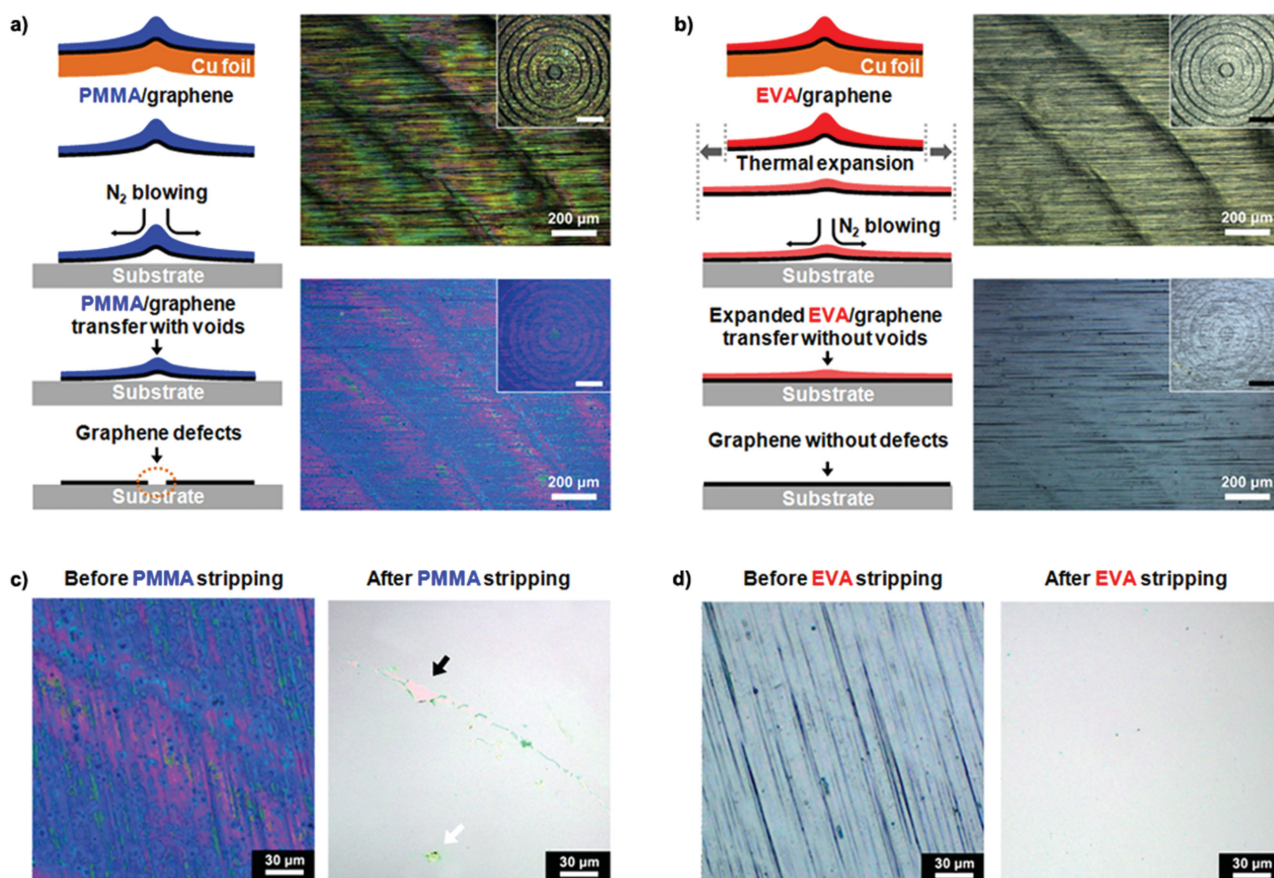 a)
Cu foil
PMMA/graphene
N2 blowing
Substrate
PMMA/graphene
transfer with voids
Substrate
Graphene defects
Substrate
200 µm
200 µm
b)
Cu foil
EVA/graphene
Thermal expansion
N2 blowing
Substrate
Expanded EVA/graphene
transfer without voids
Substrate
Graphene without defects
Substrate
200 µm
200 µm
c)
Before PMMA stripping
After PMMA stripping
30 µm
30 µm
d)
Before EVA stripping
After EVA stripping
30 µm
30 µm